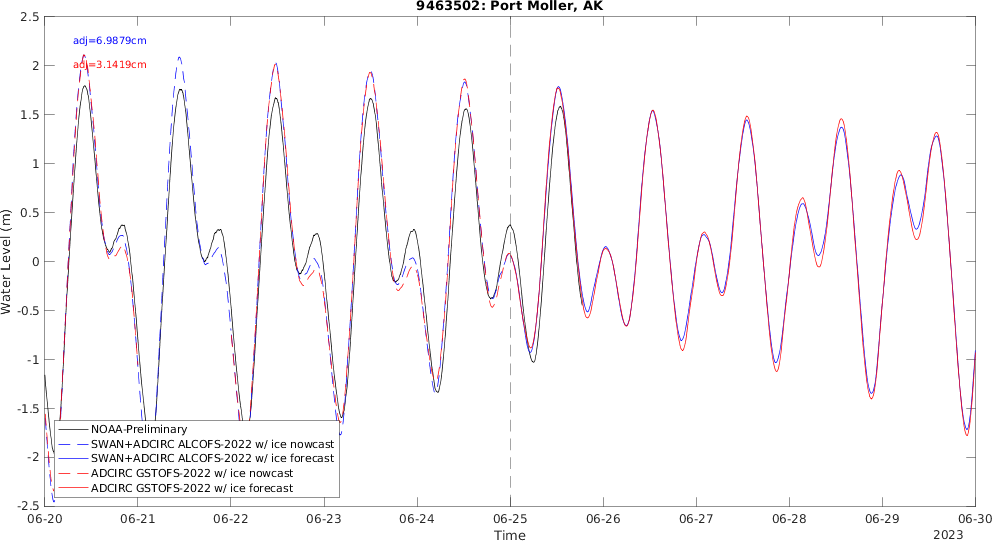 9463502: Port Moller, AK
adj=6.9879cm
adj=3.1419cm
Water Level (m)
2.5
2
1.5
1
0.5
0
-0.5
-1
-1.5
-2
-2.5
NOAA-Preliminary
SWAN+ADCIRC ALCOFS-2022 w/ ice nowcast
SWAN+ADCIRC ALCOFS-2022 w/ ice forecast
ADCIRC GSTOFS-2022 w/ ice nowcast
ADCIRC GSTOFS-2022 w/ ice forecast
06-20 06-21 06-22 06-23 06-24 06-25 06-26 06-27 06-28 06-29 06-30
Time
2023